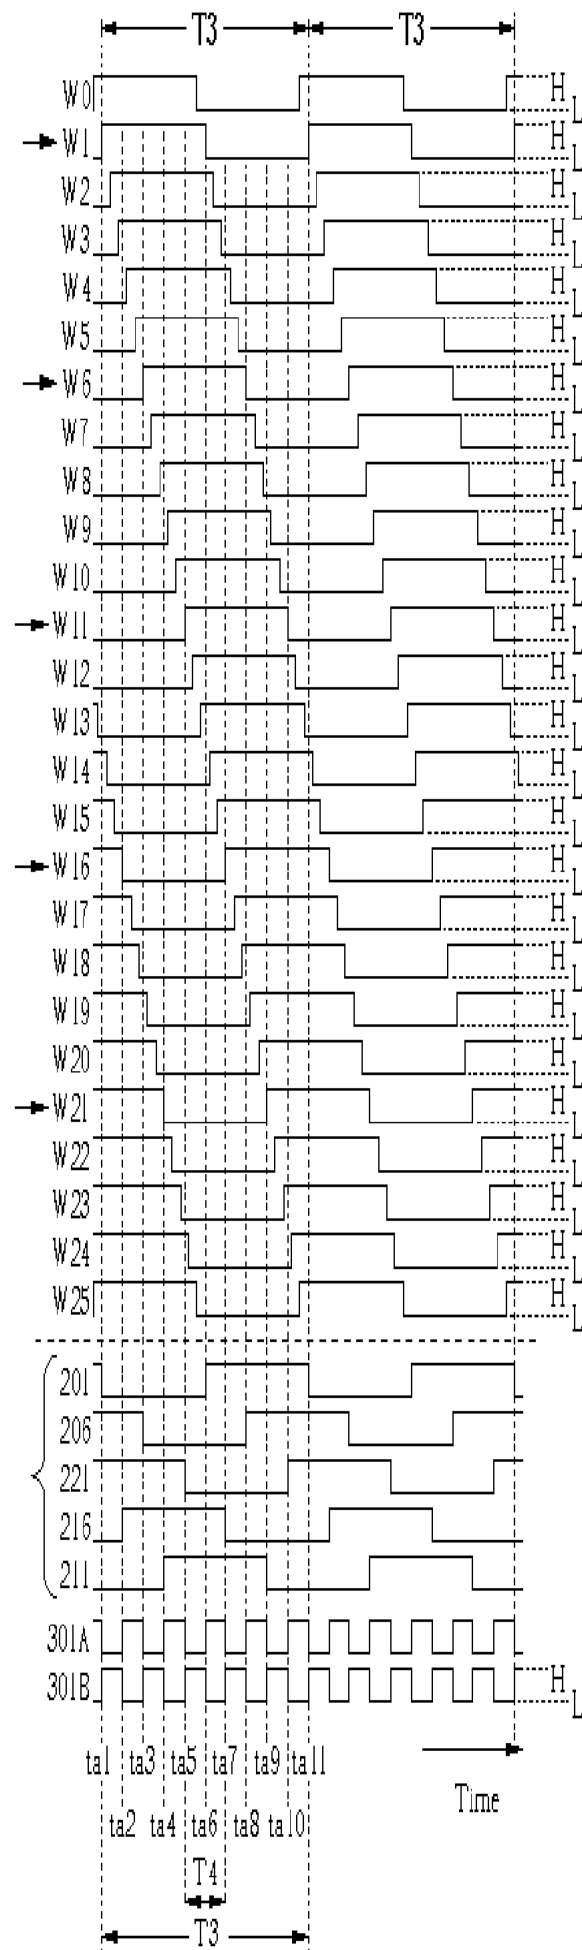 T3 T3
W0 H L
W1 H L
W2 H L
W3 H L
W4 H L
W5 H L
W6 H L
W7 H L
W8 H L
W9 H L
W10 H L
W11 H L
W12 H L
W13 H L
W14 H L
W15 H L
W16 H L
W17 H L
W18 H L
W19 H L
W20 H L
W21 H L
W22 H L
W23 H L
W24 H L
W25 H L
201
206
221
216
211
301A
301B H L
ta1 ta3 ta5 ta7 ta9 ta11
ta2 ta4 ta6 ta8 ta10
Time
T4
T3